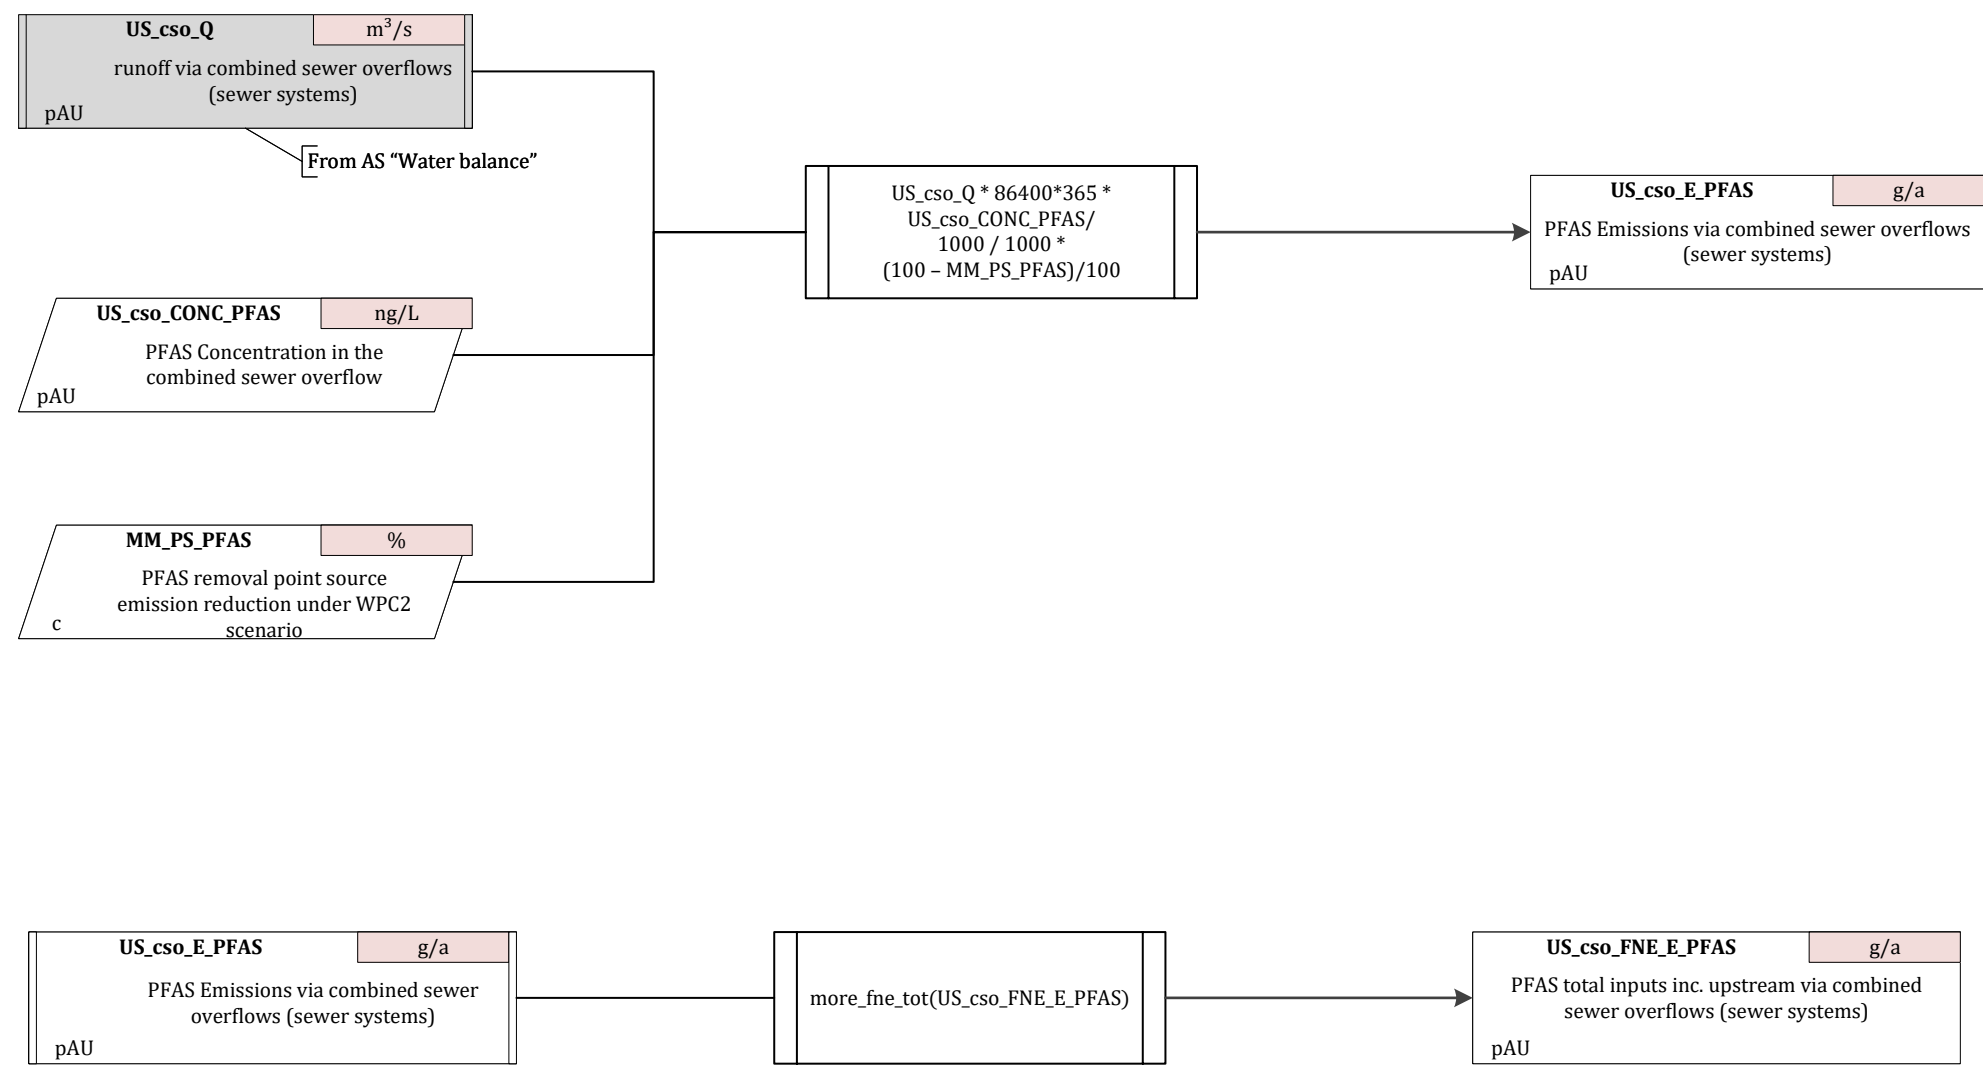 US_cso_Q
m³/s
runoff via combined sewer overflows
(sewer systems)
pAU
From AS “Water balance”
US_cso_CONC_PFAS
ng/L
PFAS Concentration in the
combined sewer overflow
pAU
MM_PS_PFAS
%
PFAS removal point source
emission reduction under WPC2
scenario
c
US_cso_Q * 86400*365 *
US_cso_CONC_PFAS/
1000 / 1000 *
(100 – MM_PS_PFAS)/100
US_cso_E_PFAS
g/a
PFAS Emissions via combined sewer overflows
(sewer systems)
pAU
US_cso_E_PFAS
g/a
PFAS Emissions via combined sewer
overflows (sewer systems)
pAU
more_fne_tot(US_cso_FNE_E_PFAS)
US_cso_FNE_E_PFAS
g/a
PFAS total inputs inc. upstream via combined
sewer overflows (sewer systems)
pAU